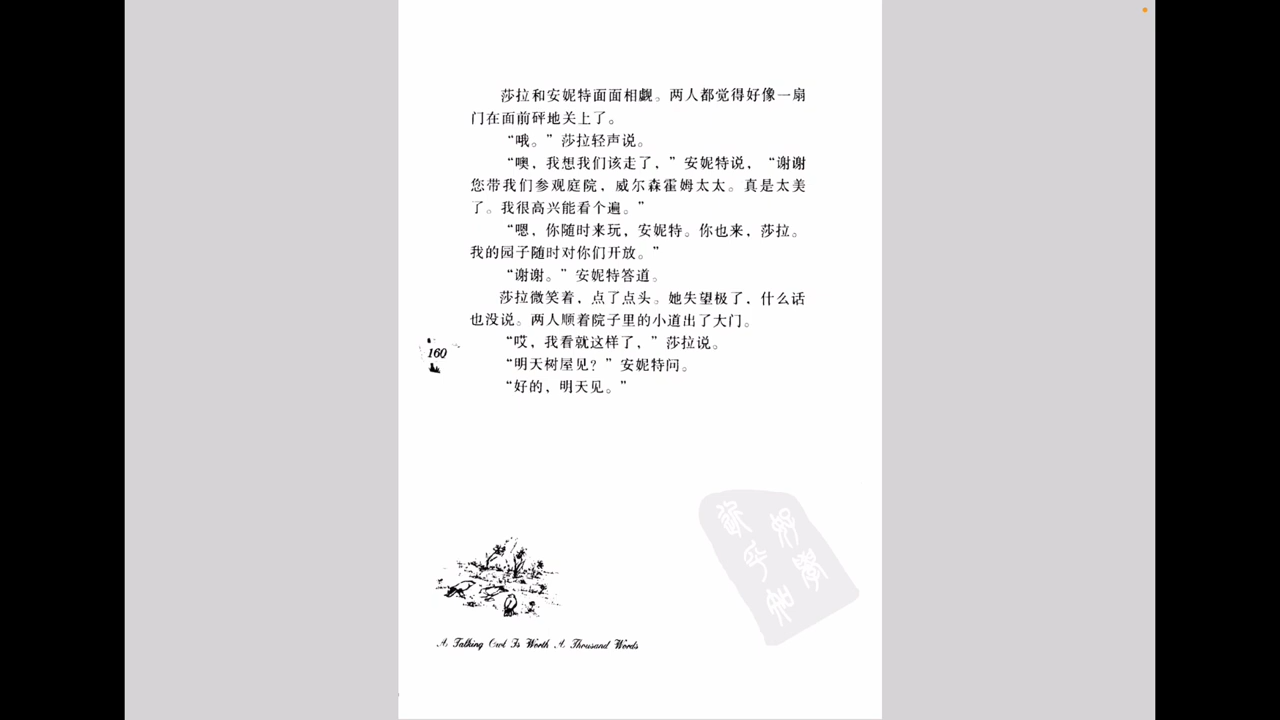 莎拉和安妮特面面相觑。两人都觉得好像一扇
门在面前砰地关上了。
“哦。”莎拉轻声说。
“噢，我想我们该走了，”安妮特说，“谢谢
您带我们参观庭院，威尔森霍姆太太。真是太美
了。我很高兴能看个遍。”
“嗯，你随时来玩，安妮特。你也来，莎拉。
我的园子随时对你们开放。”
“谢谢。”安妮特答道。
莎拉微笑着，点了点头。她失望极了，什么话
也没说。两人顺着院子里的小道出了大门。
“哎，我看就这样了，”莎拉说。
160
“明天树屋见？”安妮特问。
“好的，明天见。”
A Talking Owl Is Worth A Thousand Words